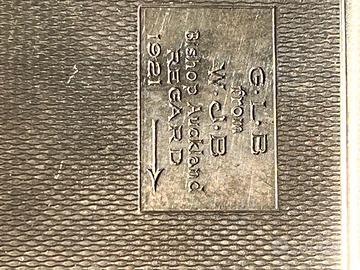 G.L.B
from
W.J.B
Bishop Auckland
REGARD
1921